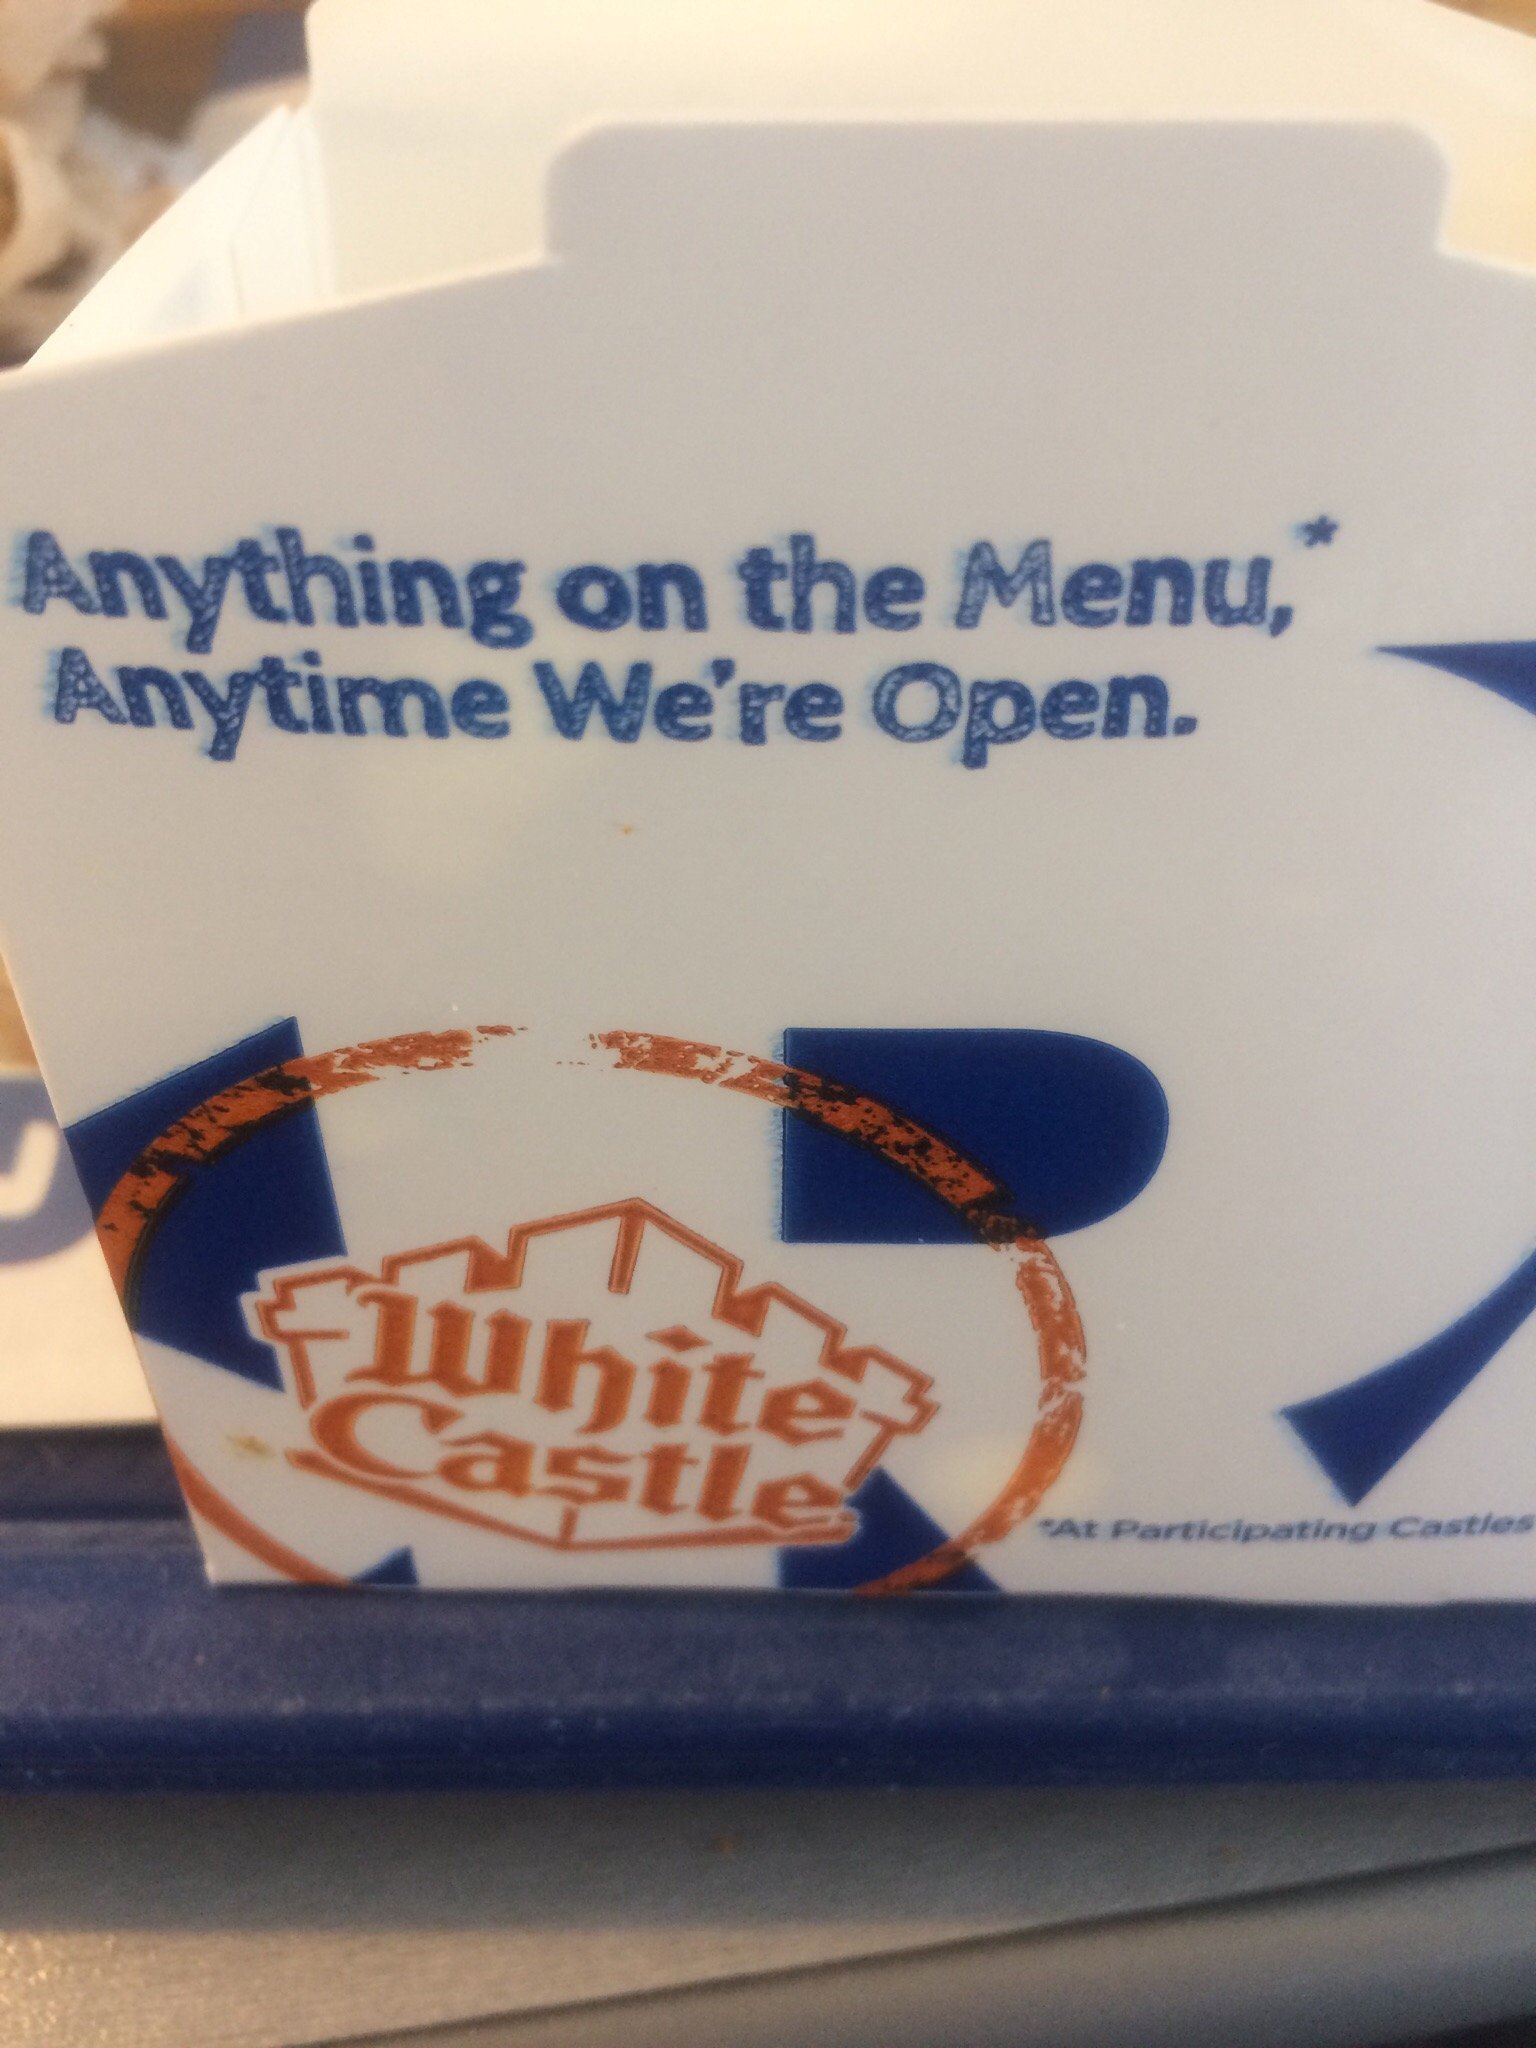 Anything on the Menu,*
Anytime We're Open.
White
Castle
*At Participating Castles